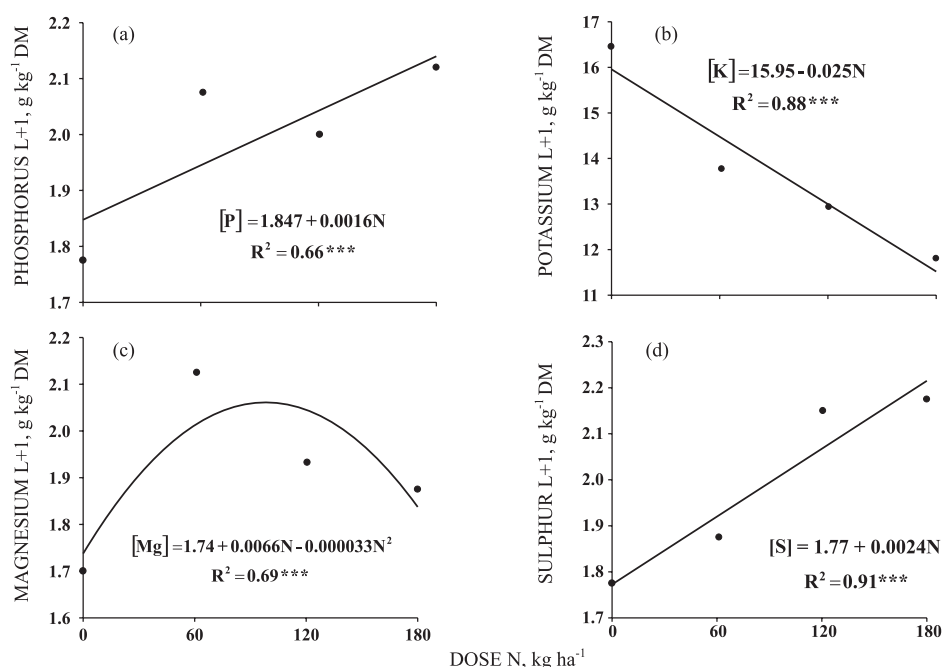 (a)
PHOSPHORUS L+1, g kg⁻¹ DM
2.2
2.1
2.0
1.9
1.8
1.7
[P]=1.847+0.0016N
R² = 0.66***
(b)
POTASSIUM L+1, g kg⁻¹ DM
17
16
15
14
13
12
11
[K]=15.95-0.025N
R² = 0.88***
(c)
MAGNESIUM L+1, g kg⁻¹ DM
2.2
2.1
2.0
1.9
1.8
1.7
1.6
[Mg]=1.74+0.0066N-0.000033N²
R² = 0.69***
0 60 120 180
(d)
SULPHUR L+1, g kg⁻¹ DM
2.3
2.2
2.1
2.0
1.9
1.8
1.7
[S] = 1.77 + 0.0024N
R² = 0.91***
0 60 120 180
DOSE N, kg ha⁻¹